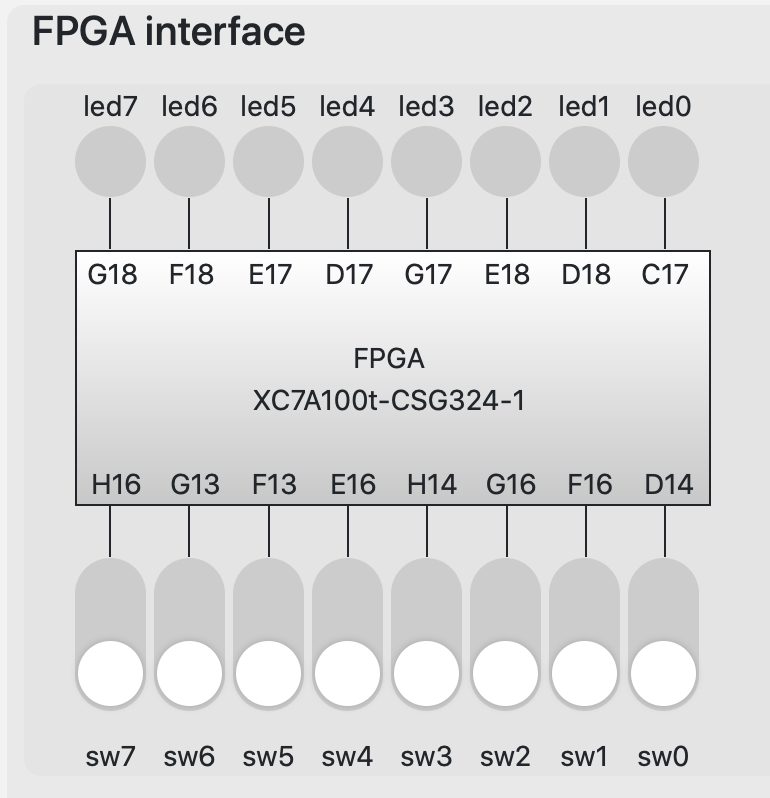 FPGA interface
led7 led6 led5 led4 led3 led2 led1 led0
G18 F18 E17 D17 G17 E18 D18 C17
FPGA
XC7A100t-CSG324-1
H16 G13 F13 E16 H14 G16 F16 D14
sw7 sw6 sw5 sw4 sw3 sw2 sw1 sw0